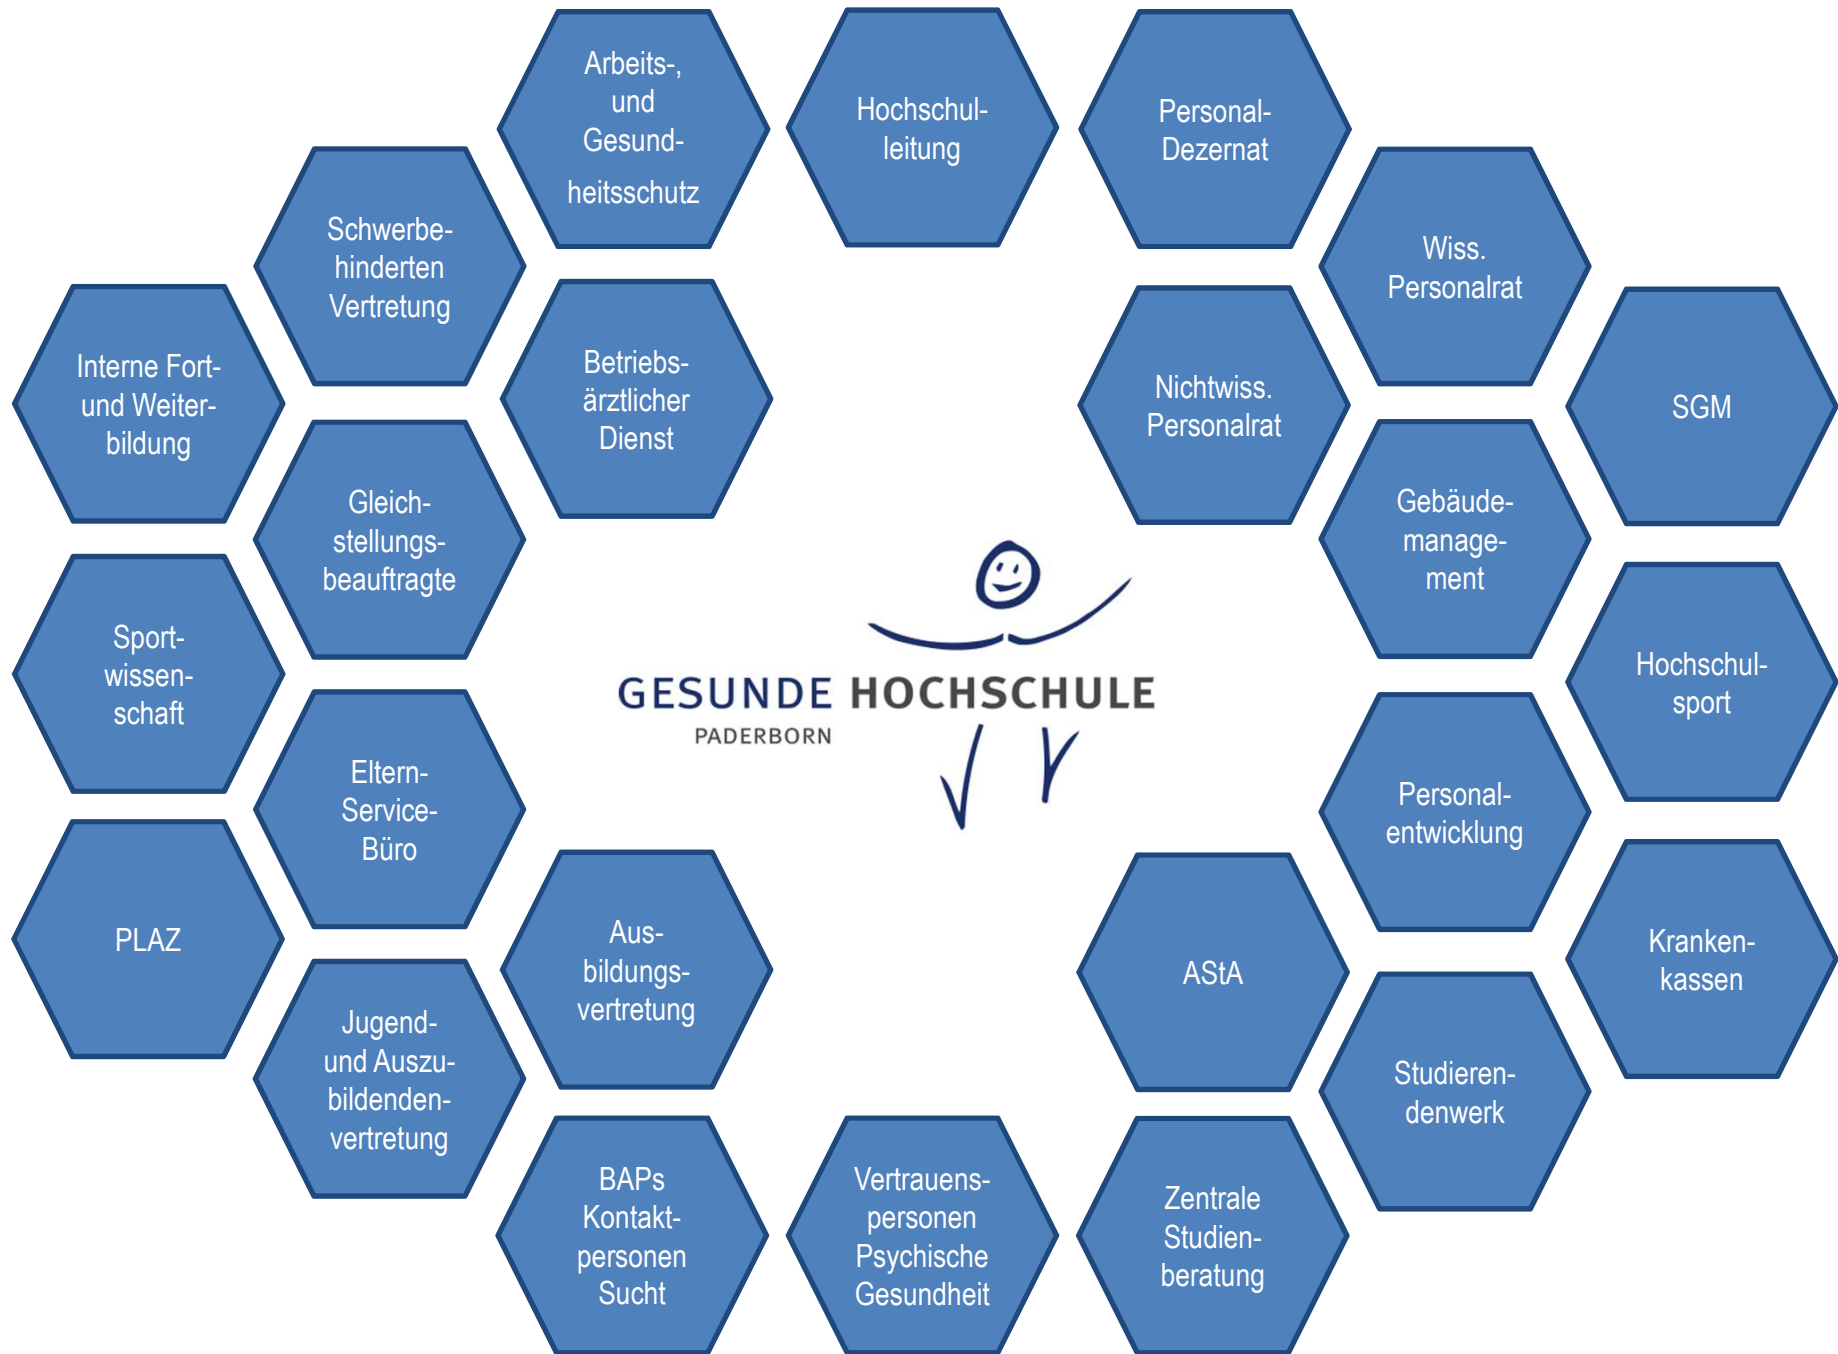 Arbeits-,
und
Gesund-
heitsschutz
Hochschul-
leitung
Personal-
Dezernat
Schwerbe-
hinderten
Vertretung
Wiss.
Personalrat
Interne Fort-
und Weiter-
bildung
Betriebs-
ärztlicher
Dienst
Nichtwiss.
Personalrat
SGM
Gleich-
stellungs-
beauftragte
Gebäude-
manage-
ment
Sport-
wissen-
schaft
GESUNDE HOCHSCHULE
PADERBORN
Hochschul-
sport
Eltern-
Service-
Büro
Personal-
entwicklung
PLAZ
Aus-
bildungs-
vertretung
AStA
Kranken-
kassen
Jugend-
und Auszu-
bildenden-
vertretung
Studieren-
denwerk
BAPs
Kontakt-
personen
Sucht
Vertrauens-
personen
Psychische
Gesundheit
Zentrale
Studien-
beratung